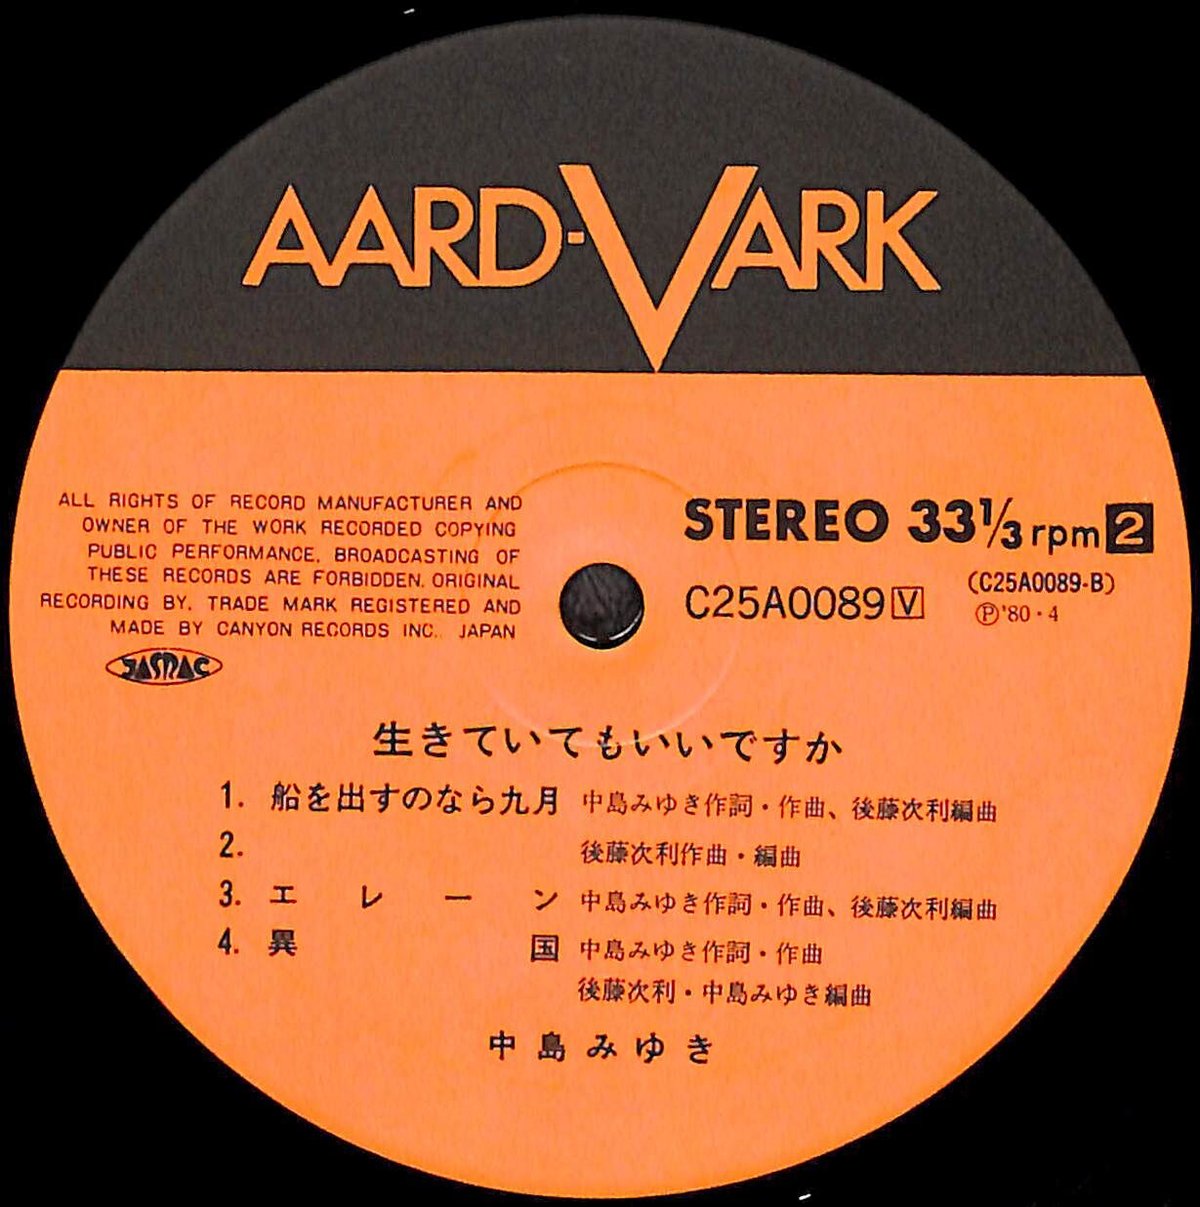 AARD-VARK
ALL RIGHTS OF RECORD MANUFACTURER AND
OWNER OF THE WORK RECORDED COPYING
PUBLIC PERFORMANCE, BROADCASTING OF
THESE RECORDS ARE FORBIDDEN. ORIGINAL
RECORDING BY. TRADE MARK REGISTERED AND
MADE BY CANYON RECORDS INC. JAPAN
JASRAC
STEREO 33 1/3 rpm 2
C25A0089 V
(C25A0089-B)
Ⓟ'80・4
生きていてもいいですか
1. 船を出すのなら九月 中島みゆき作詞・作曲、後藤次利編曲
2. 後藤次利作曲・編曲
3. エレーン 中島みゆき作詞・作曲、後藤次利編曲
4. 異国 中島みゆき作詞・作曲
後藤次利・中島みゆき編曲
中島みゆき